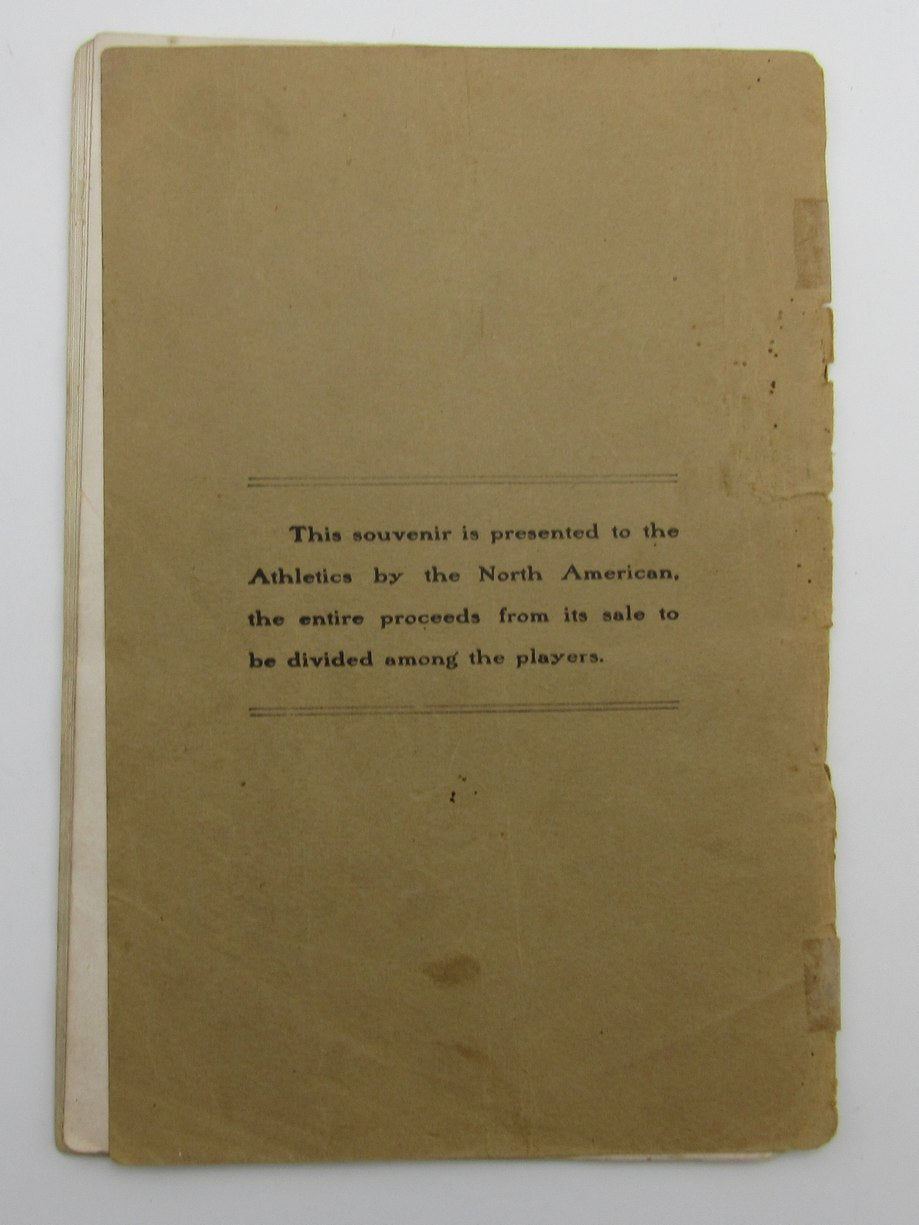 This souvenir is presented to the
Athletics by the North American,
the entire proceeds from its sale to
be divided among the players.